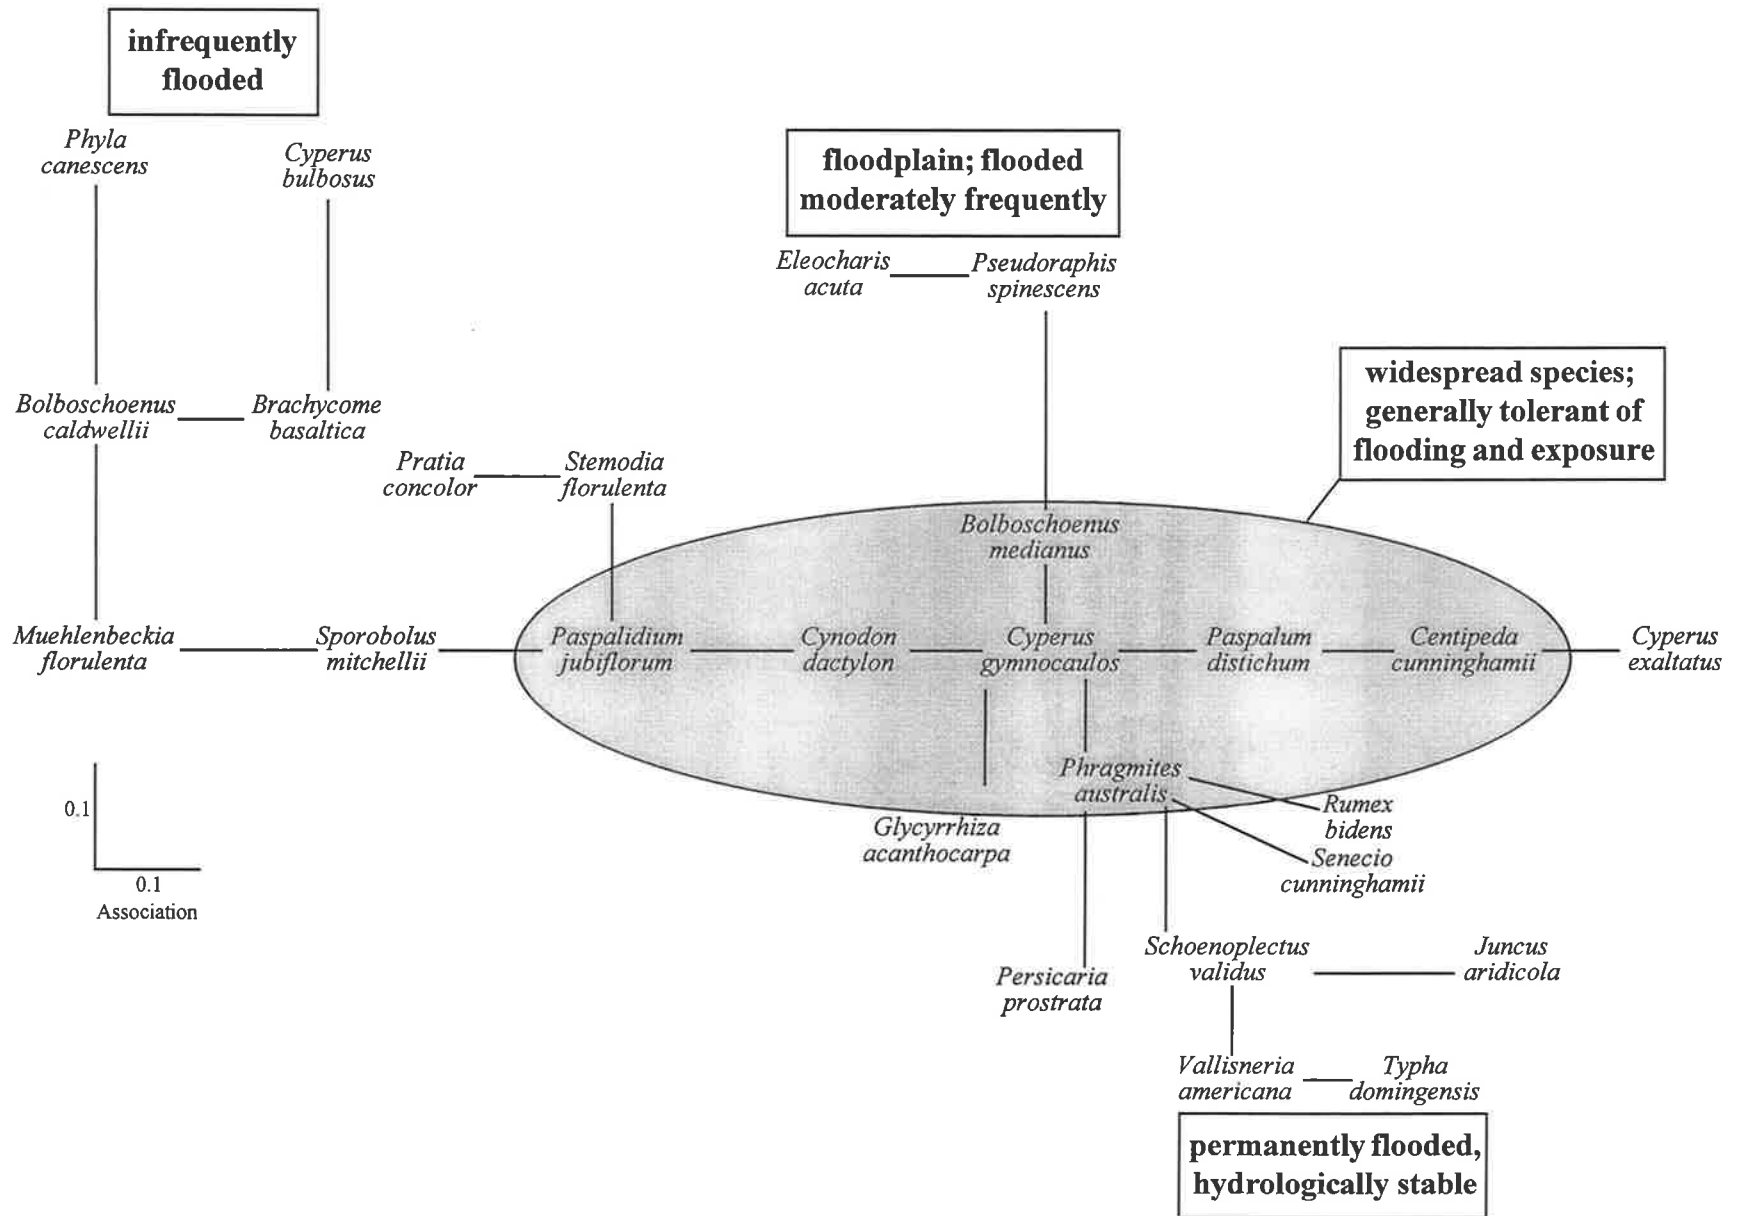 infrequently
flooded
Phyla
canescens
Cyperus
bulbosus
floodplain; flooded
moderately frequently
Eleocharis
acuta
Pseudoraphis
spinescens
widespread species;
generally tolerant of
flooding and exposure
Bolboschoenus
caldwellii
Brachycome
basaltica
Pratia
concolor
Stemodia
florulenta
Bolboschoenus
medianus
Muehlenbeckia
florulenta
Sporobolus
mitchellii
Paspalidium
jubiflorum
Cynodon
dactylon
Cyperus
gymnocaulos
Paspalum
distichum
Centipeda
cunninghamii
Cyperus
exaltatus
Phragmites
australis
Rumex
bidens
Glycyrrhiza
acanthocarpa
Senecio
cunninghamii
0.1
0.1
Association
Schoenoplectus
validus
Juncus
aridicola
Persicaria
prostrata
Vallisneria
americana
Typha
domingensis
permanently flooded,
hydrologically stable